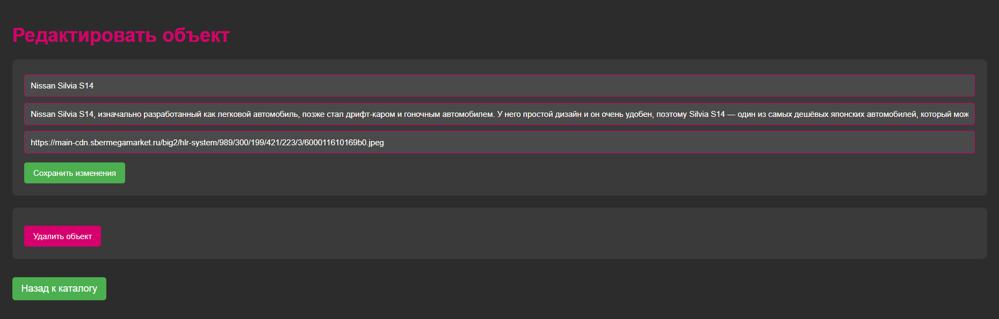 Редактировать объект
Nissan Silvia S14
Nissan Silvia S14, изначально разработанный как легковой автомобиль, позже стал дрифт-каром и гоночным автомобилем. У него простой дизайн и он очень удобен, поэтому Silvia S14 — один из самых дешёвых японских автомобилей, который мож
https://main-cdn.sbermegamarket.ru/big2/hlr-system/989/300/199/421/223/3/600011610169b0.jpeg
Сохранить изменения
Удалить объект
Назад к каталогу